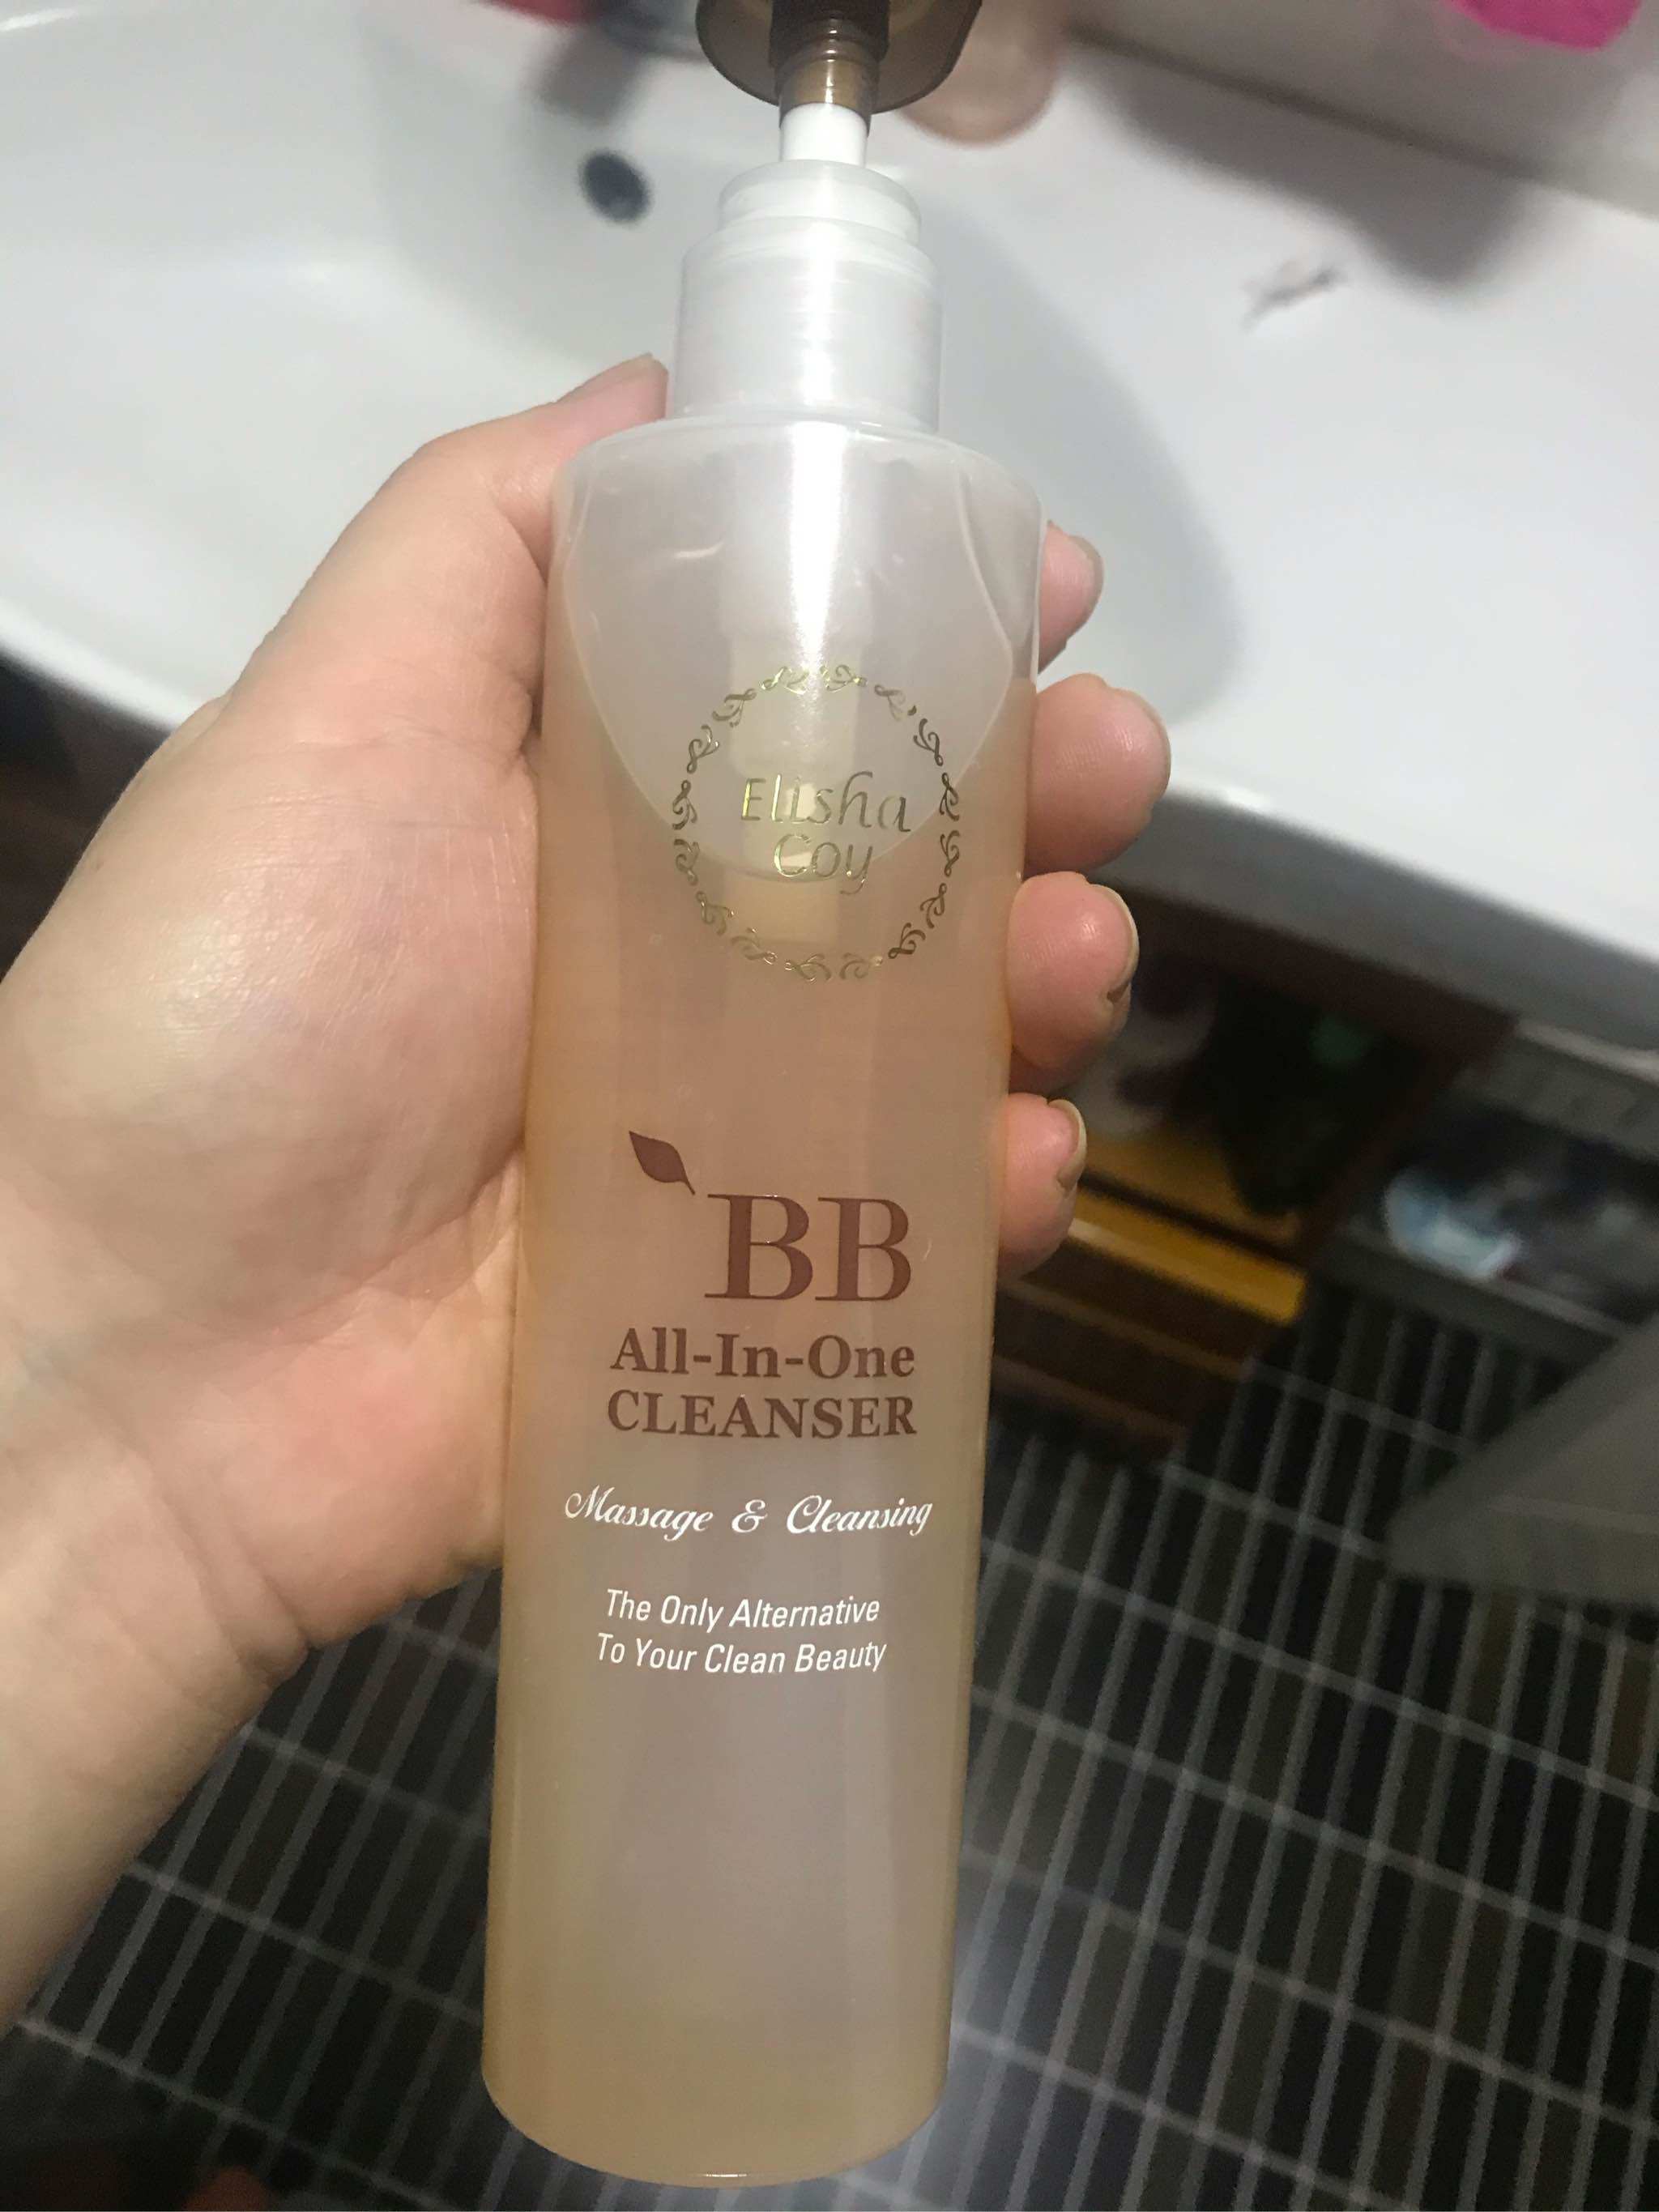 Elisha
Coy
BB
All-In-One
CLEANSER
Massage & Cleansing
The Only Alternative
To Your Clean Beauty